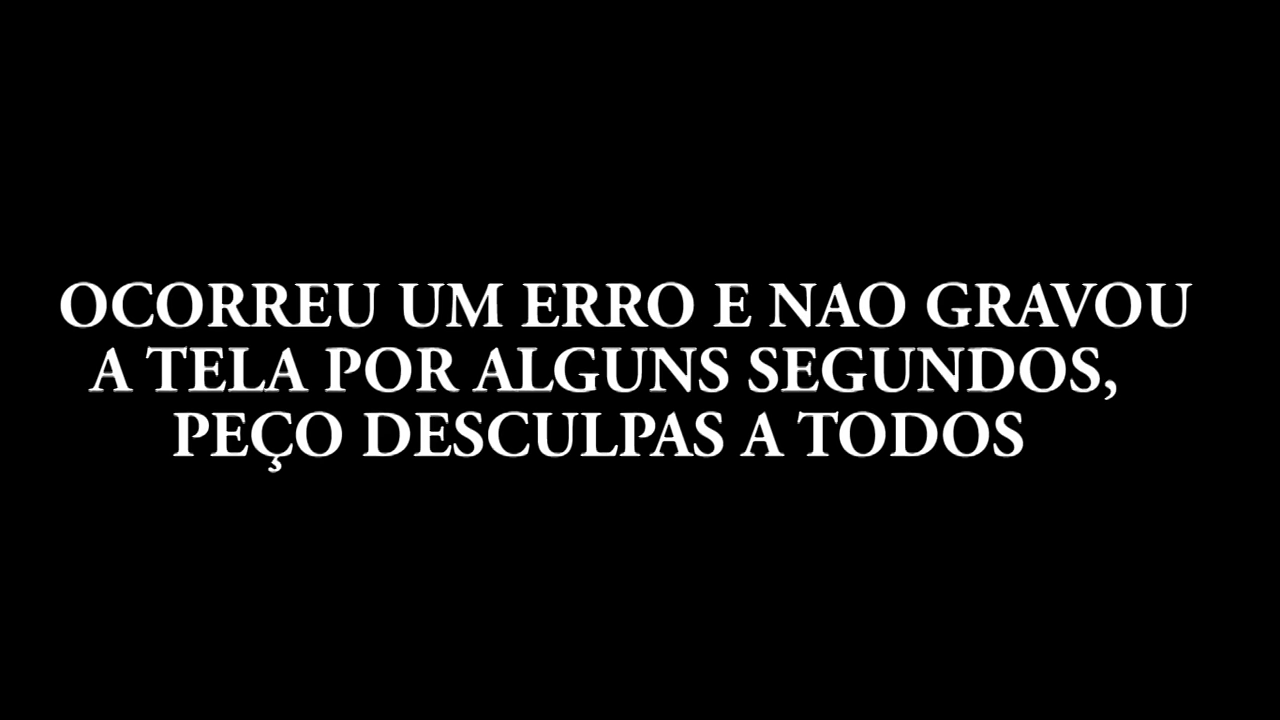 OCORREU UM ERRO E NAO GRAVOU
A TELA POR ALGUNS SEGUNDOS,
PEÇO DESCULPAS A TODOS